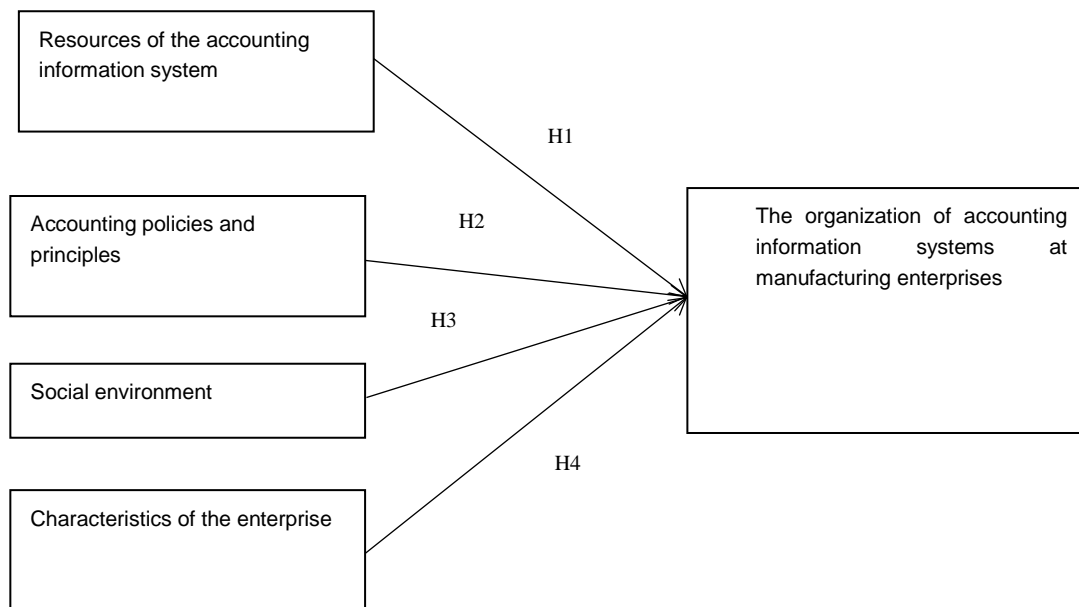 Resources of the accounting
information system
H1
Accounting policies and
principles
H2
The organization of accounting
information systems at
manufacturing enterprises
H3
Social environment
H4
Characteristics of the enterprise